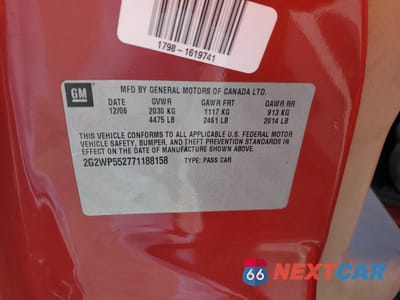 1798-1619741
GM
MFD BY GENERAL MOTORS OF CANADA LTD.
DATE GVWR GAWR FRT GAWR RR
12/06 2030 KG 1117 KG 913 KG
4475 LB 2461 LB 2014 LB
THIS VEHICLE CONFORMS TO ALL APPLICABLE U.S. FEDERAL MOTOR
VEHICLE SAFETY, BUMPER, AND THEFT PREVENTION STANDARDS IN
EFFECT ON THE DATE OF MANUFACTURE SHOWN ABOVE.
2G2WP552771188158 TYPE: PASS CAR
66 NEXTCAR